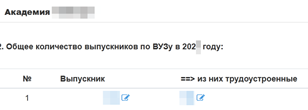 Академия
2. Общее количество выпускников по ВУЗу в 202 году:
№ Выпускник ==> из них трудоустроенные
1